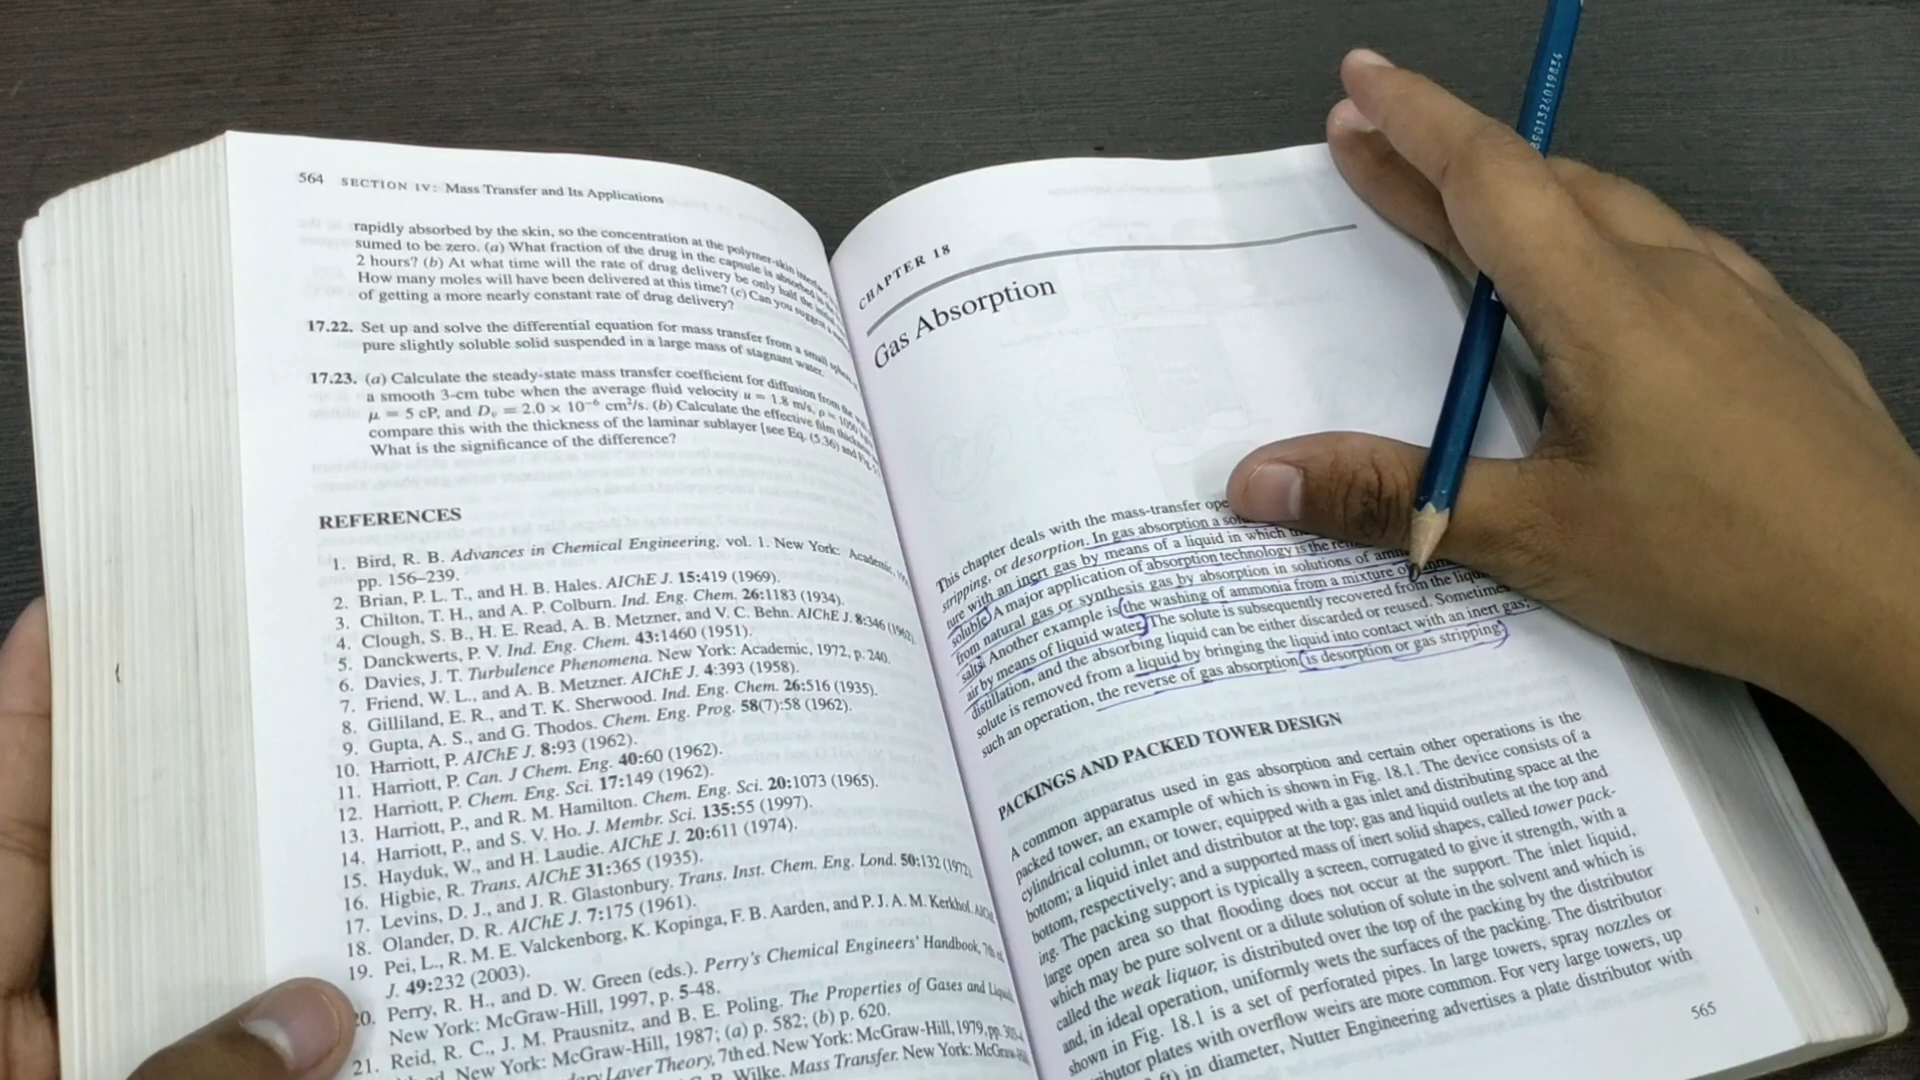 564 SECTION IV: Mass Transfer and Its Applications
rapidly absorbed by the skin, so the concentration at the polymer-skin
sumed to be zero. (a) What fraction of the drug in the capsule is absorbed in
2 hours? (b) At what time will the rate of drug delivery be only half the
How many moles will have been delivered at this time? (c) Can you suggest a
of getting a more nearly constant rate of drug delivery?
17.22. Set up and solve the differential equation for mass transfer from a small
pure slightly soluble solid suspended in a large mass of stagnant water.
17.23. (a) Calculate the steady-state mass transfer coefficient for diffusion from the
a smooth 3-cm tube when the average fluid velocity u = 1.8 m/s, ρ = 1050
μ = 5 cP, and Dv = 2.0 × 10⁻⁶ cm²/s. (b) Calculate the effective film thickness
compare this with the thickness of the laminar sublayer [see Eq. (5.36) and
What is the significance of the difference?
REFERENCES
1. Bird, R. B. Advances in Chemical Engineering, vol. 1. New York: Academic,
pp. 156–239.
2. Brian, P. L. T., and H. B. Hales. AIChE J. 15:419 (1969).
3. Chilton, T. H., and A. P. Colburn. Ind. Eng. Chem. 26:1183 (1934).
4. Clough, S. B., H. E. Read, A. B. Metzner, and V. C. Behn. AIChE J. 8:346
5. Danckwerts, P. V. Ind. Eng. Chem. 43:1460 (1951).
6. Davies, J. T. Turbulence Phenomena. New York: Academic, 1972, p. 240.
7. Friend, W. L., and A. B. Metzner. AIChE J. 4:393 (1958).
8. Gilliland, E. R., and T. K. Sherwood. Ind. Eng. Chem. 26:516 (1935).
9. Gupta, A. S., and G. Thodos. Chem. Eng. Prog. 58(7):58 (1962).
10. Harriott, P. AIChE J. 8:93 (1962).
11. Harriott, P. Can. J Chem. Eng. 40:60 (1962).
12. Harriott, P. Chem. Eng. Sci. 17:149 (1962).
13. Harriott, P., and R. M. Hamilton. Chem. Eng. Sci. 20:1073 (1965).
14. Harriott, P., and S. V. Ho. J. Membr. Sci. 135:55 (1997).
15. Hayduk, W., and H. Laudie. AIChE J. 20:611 (1974).
16. Higbie, R. Trans. AIChE 31:365 (1935).
17. Levins, D. J., and J. R. Glastonbury. Trans. Inst. Chem. Eng. Lond. 50:132
18. Olander, D. R. AIChE J. 7:175 (1961).
19. Pei, L., R. M. E. Valckenborg, K. Kopinga, F. B. Aarden, and P. J. A. M. Kerkhof.
J. 49:232 (2003).
20. Perry, R. H., and D. W. Green (eds.). Perry's Chemical Engineers' Handbook, 7th
New York: McGraw-Hill, 1997, p. 5-48.
21. Reid, R. C., J. M. Prausnitz, and B. E. Poling. The Properties of Gases and
New York: McGraw-Hill, 1987; (a) p. 582; (b) p. 620.
Layer Theory, 7th ed. New York: McGraw-Hill, 1979, pp.
Wilke. Mass Transfer. New York:
CHAPTER 18
Gas Absorption
This chapter deals with the mass-transfer
stripping, or desorption. In gas absorption a
ture with an inert gas by means of a liquid in which
soluble. A major application of absorption technology is the
from natural gas or synthesis gas by absorption in solutions of
salts. Another example is the washing of ammonia from a mixture of
air by means of liquid water. The solute is subsequently recovered from the
distillation, and the absorbing liquid can be either discarded or reused. Sometimes
solute is removed from a liquid by bringing the liquid into contact with an inert gas;
such an operation, the reverse of gas absorption, is desorption or gas stripping.
PACKINGS AND PACKED TOWER DESIGN
A common apparatus used in gas absorption and certain other operations is the
packed tower, an example of which is shown in Fig. 18.1. The device consists of a
cylindrical column, or tower, equipped with a gas inlet and distributing space at the
bottom; a liquid inlet and distributor at the top; gas and liquid outlets at the top and
bottom, respectively; and a supported mass of inert solid shapes, called tower pack-
ing. The packing support is typically a screen, corrugated to give it strength, with a
large open area so that flooding does not occur at the support. The inlet liquid,
which may be pure solvent or a dilute solution of solute in the solvent and which is
called the weak liquor, is distributed over the top of the packing by the distributor
and, in ideal operation, uniformly wets the surfaces of the packing. The distributor
shown in Fig. 18.1 is a set of perforated pipes. In large towers, spray nozzles or
distributor plates with overflow weirs are more common. For very large towers, up
ft) in diameter, Nutter Engineering advertises a plate distributor with
565
8901324019834